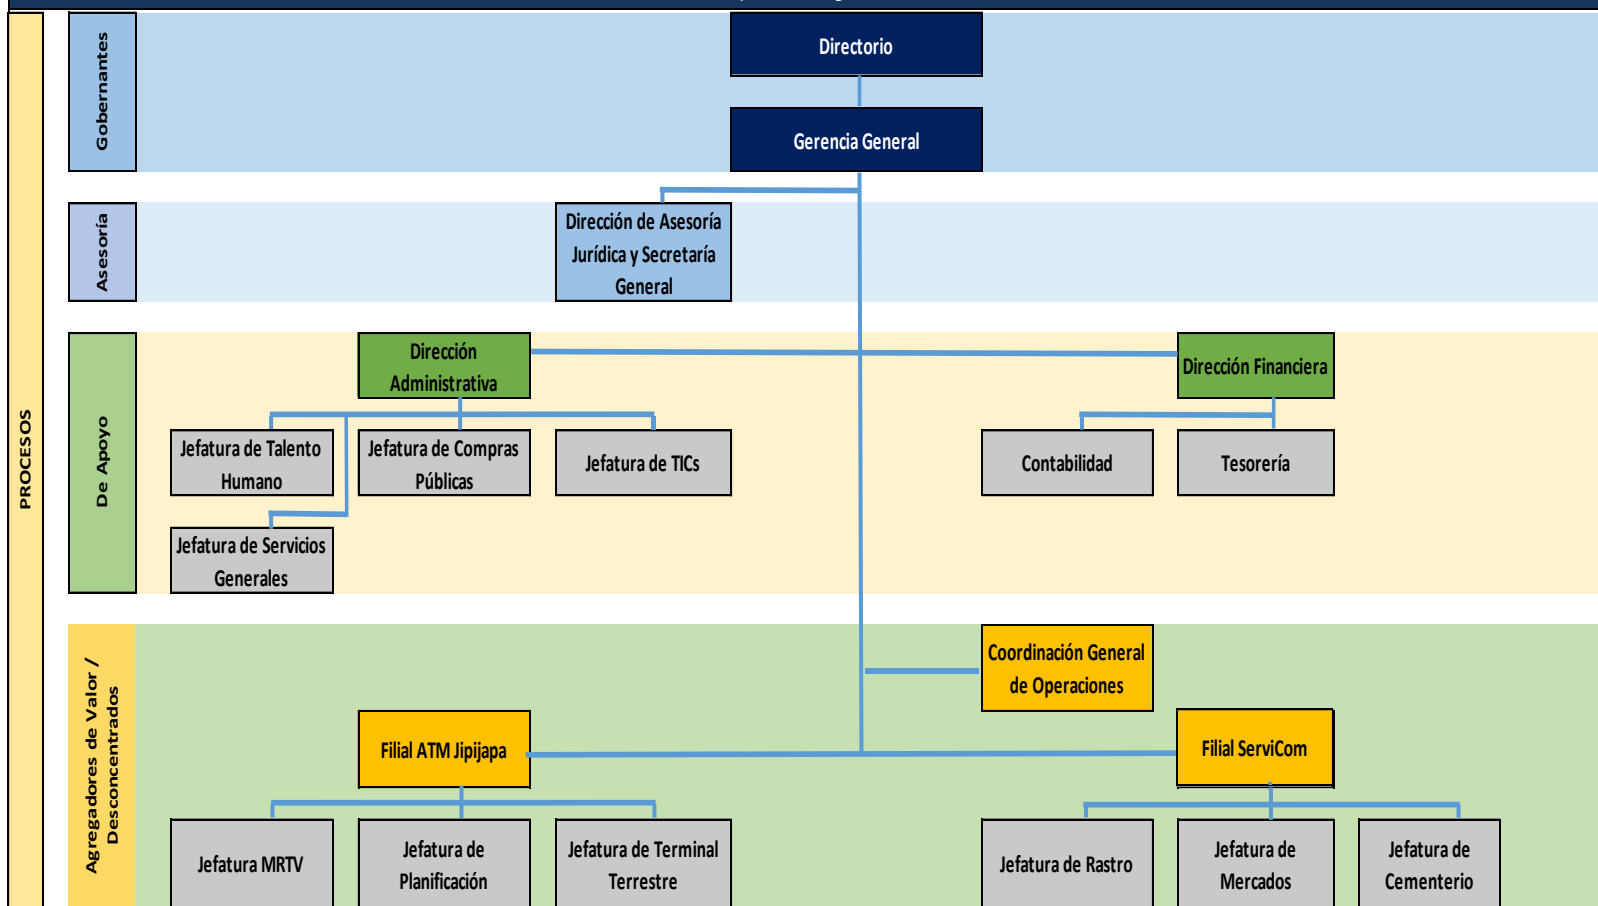 PROCESOS
Gobernantes
Directorio
Gerencia General
Asesoría
Dirección de Asesoría
Jurídica y Secretaría
General
De Apoyo
Dirección
Administrativa
Dirección Financiera
Jefatura de Talento
Humano
Jefatura de Compras
Públicas
Jefatura de TICs
Contabilidad
Tesorería
Jefatura de Servicios
Generales
Agregadores de Valor /
Desconcentrados
Coordinación General
de Operaciones
Filial ATM Jipijapa
Filial ServiCom
Jefatura MRTV
Jefatura de
Planificación
Jefatura de Terminal
Terrestre
Jefatura de Rastro
Jefatura de
Mercados
Jefatura de
Cementerio